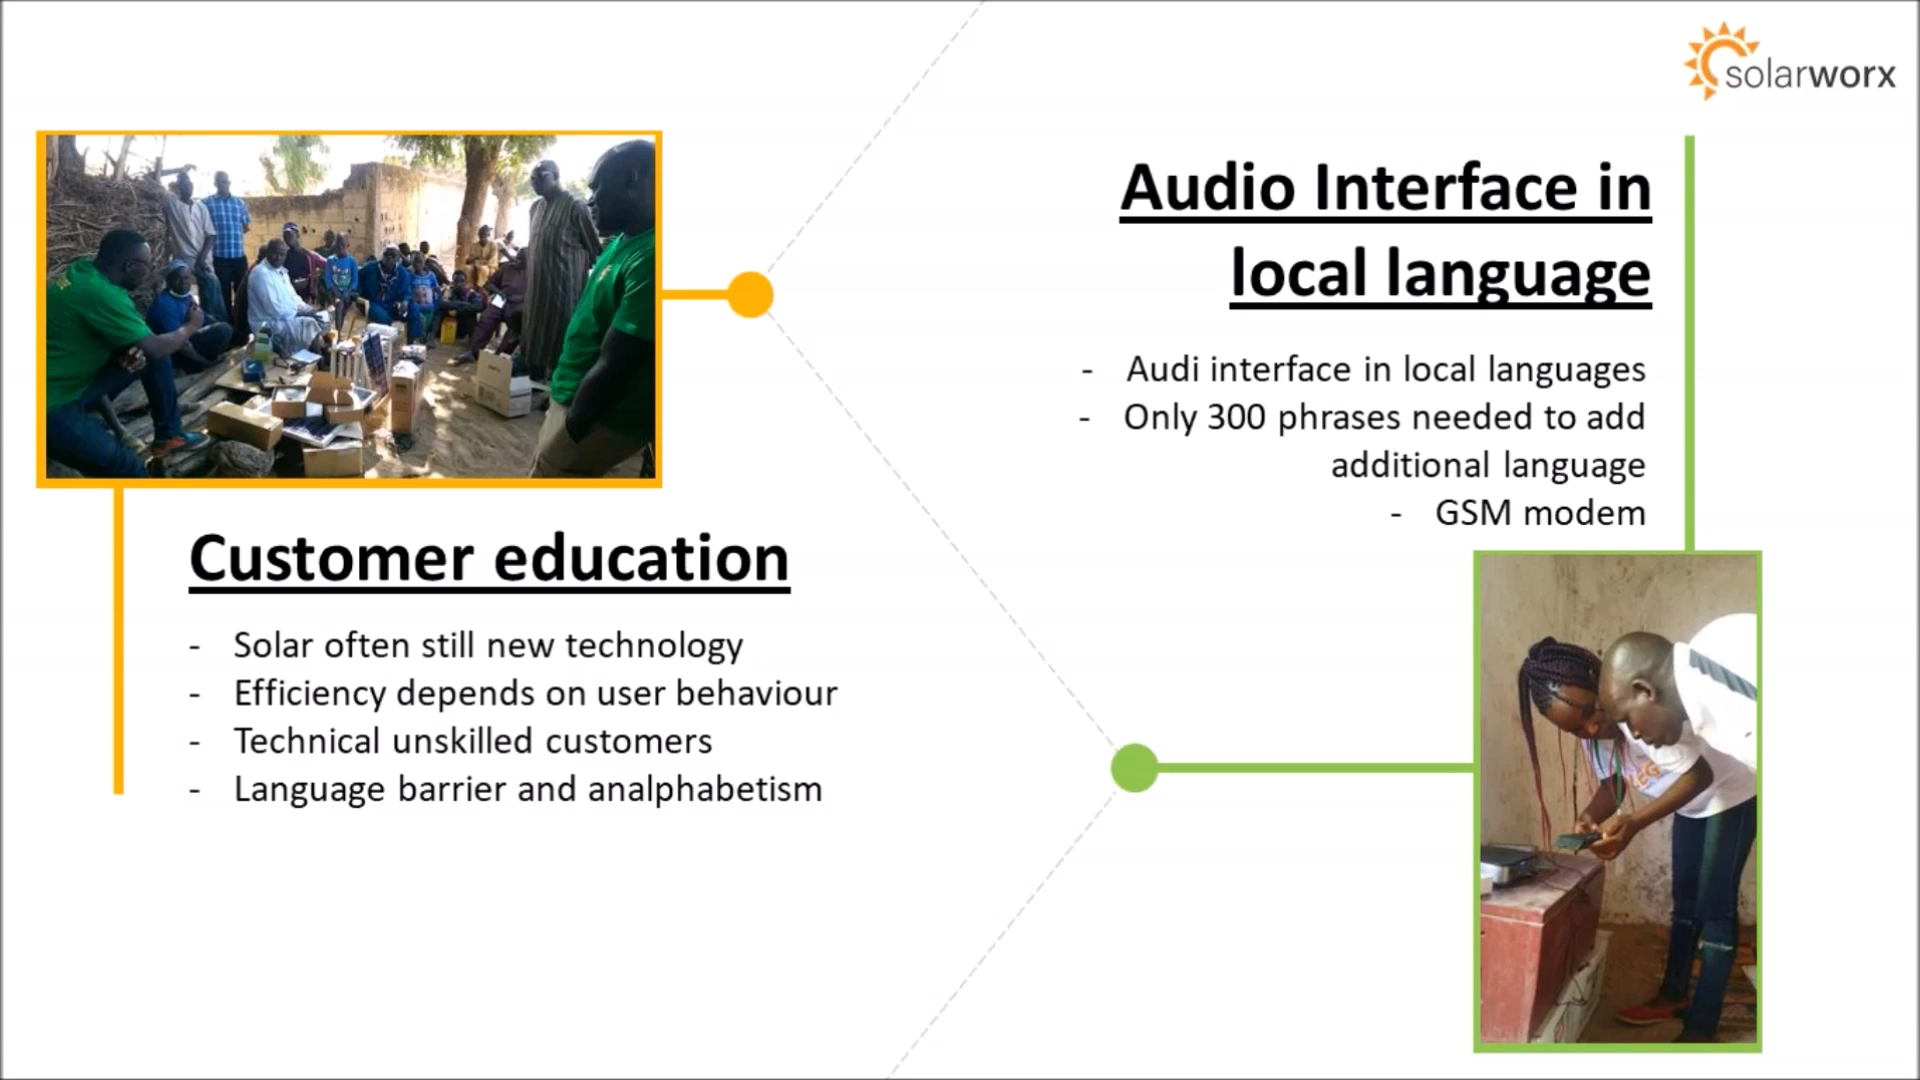 solarworx
Audio Interface in
local language
- Audi interface in local languages
- Only 300 phrases needed to add
additional language
- GSM modem
Customer education
- Solar often still new technology
- Efficiency depends on user behaviour
- Technical unskilled customers
- Language barrier and analphabetism